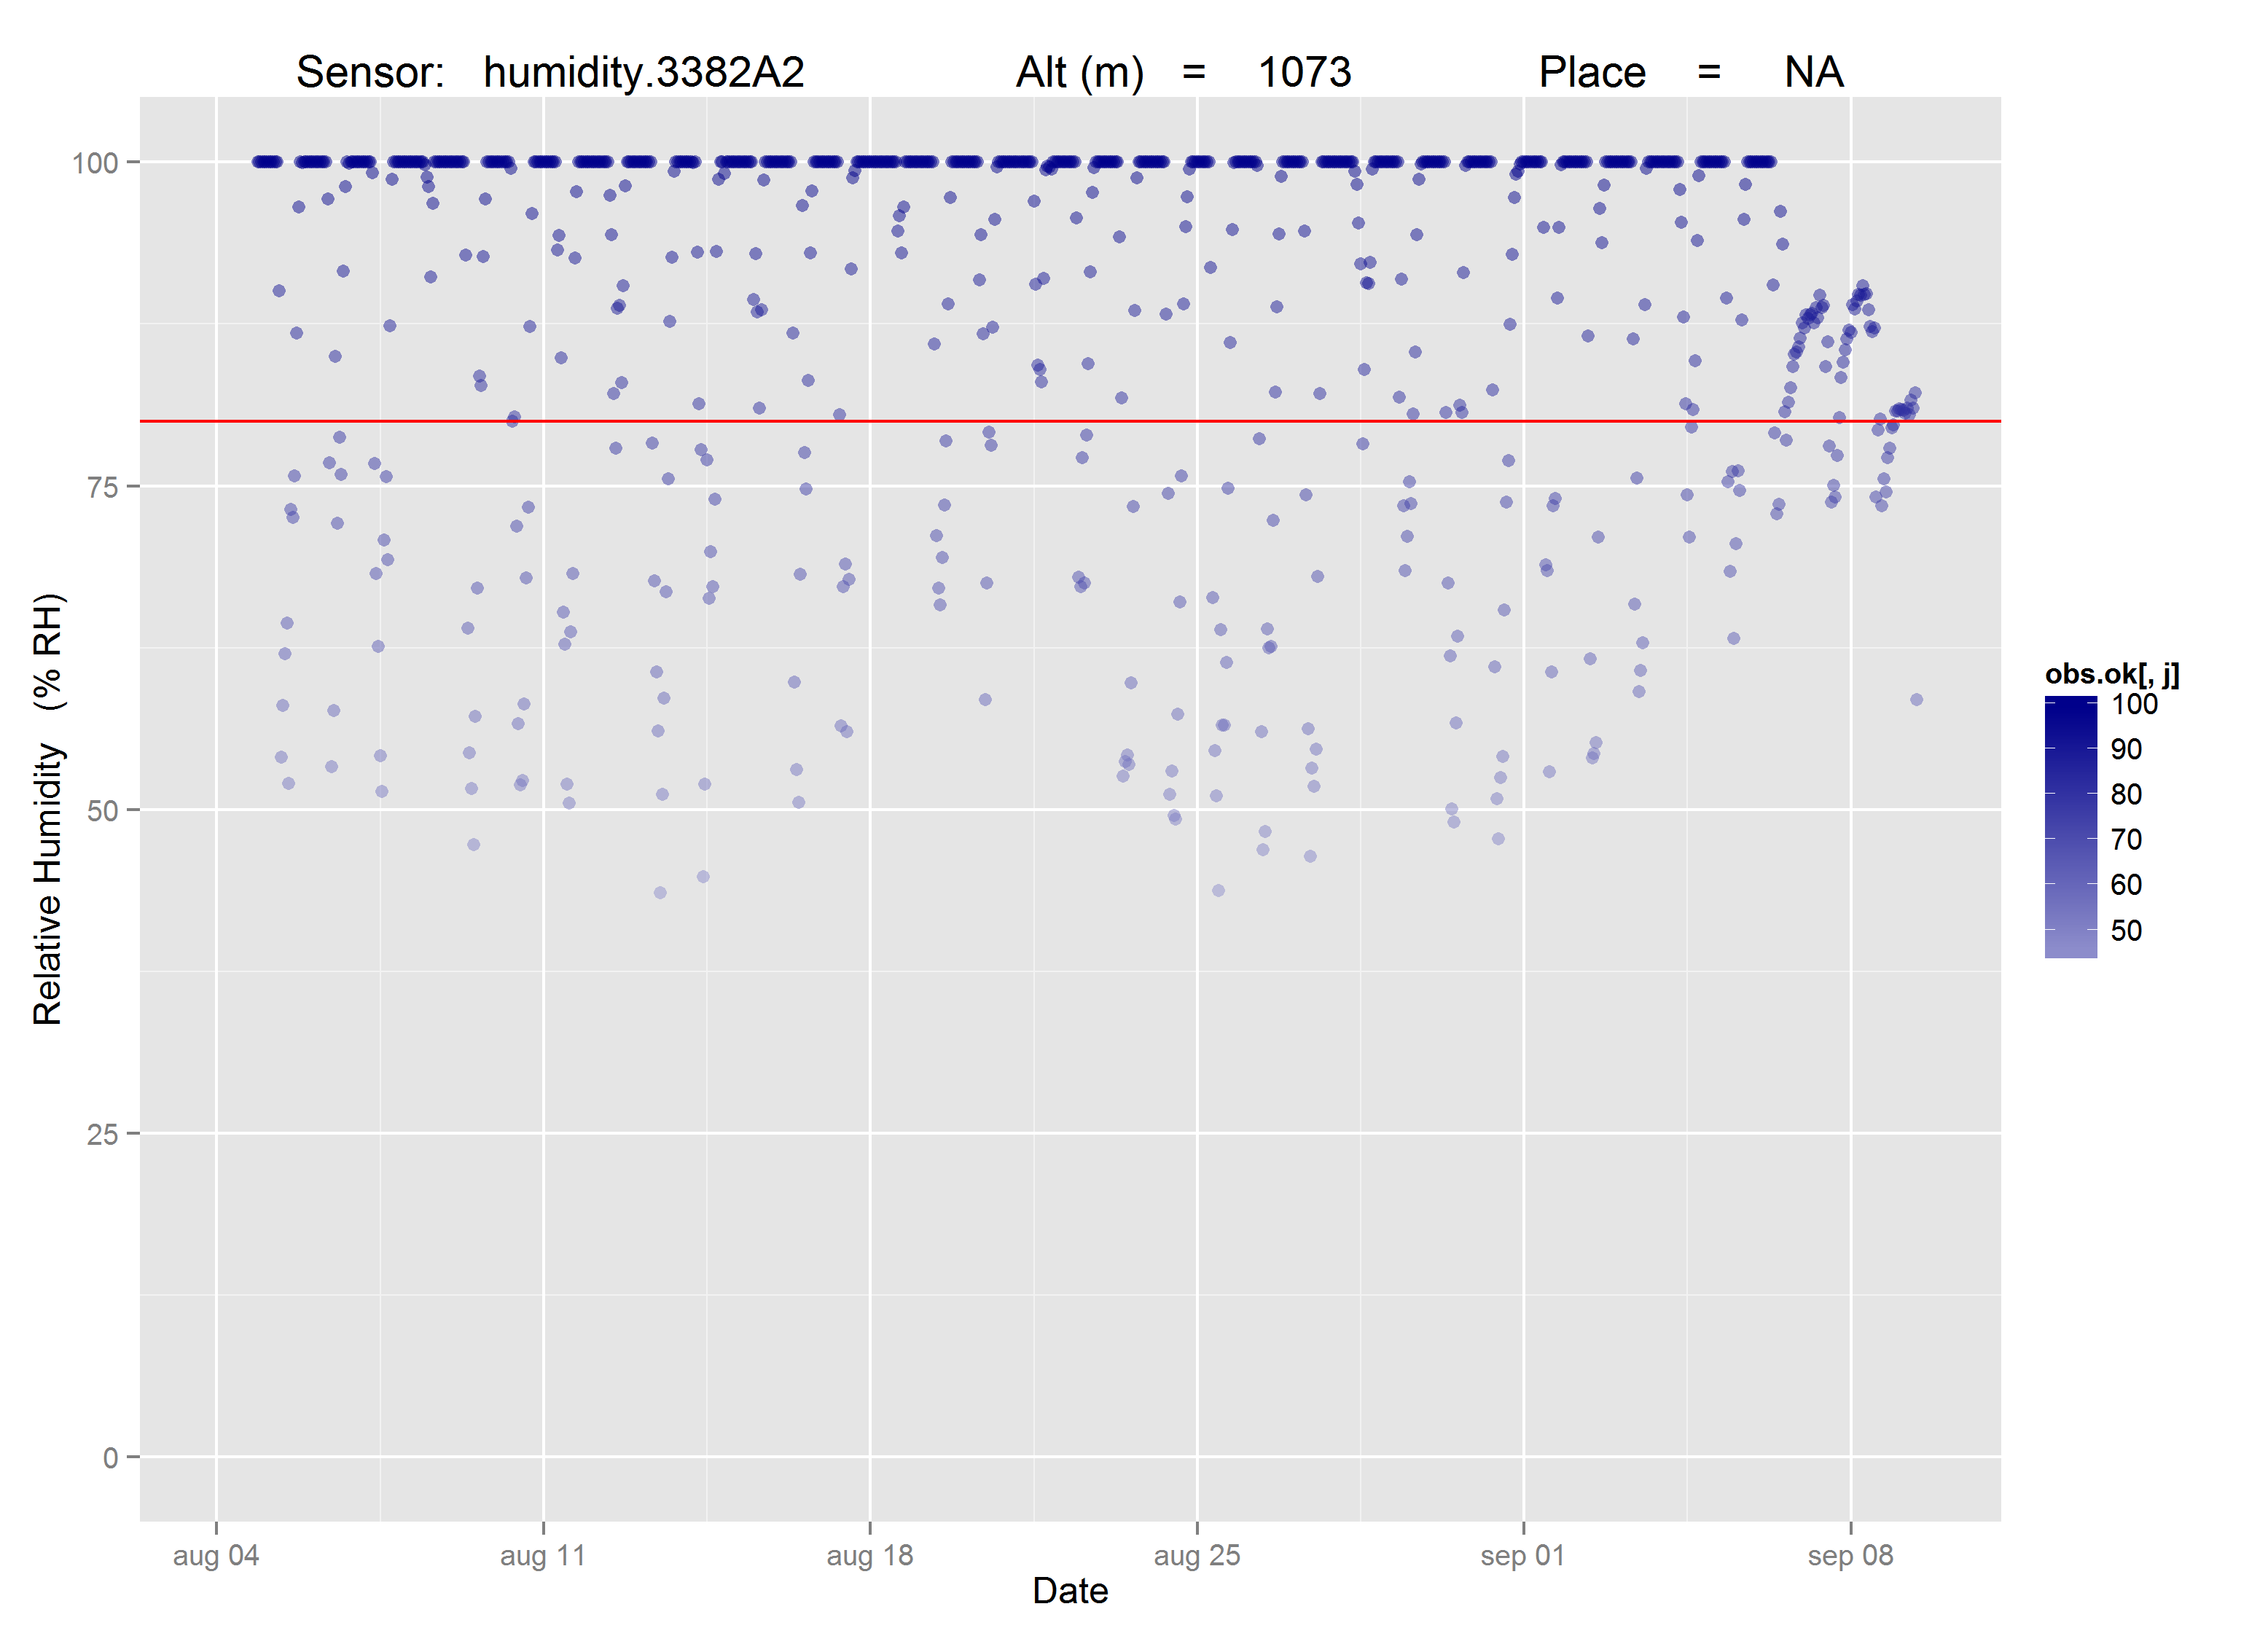 Sensor: humidity.3382A2 Alt (m) = 1073 Place = NA
100
75
50
25
0
Relative Humidity (% RH)
aug 04 aug 11 aug 18 aug 25 sep 01 sep 08
Date
obs.ok[, j]
100
90
80
70
60
50